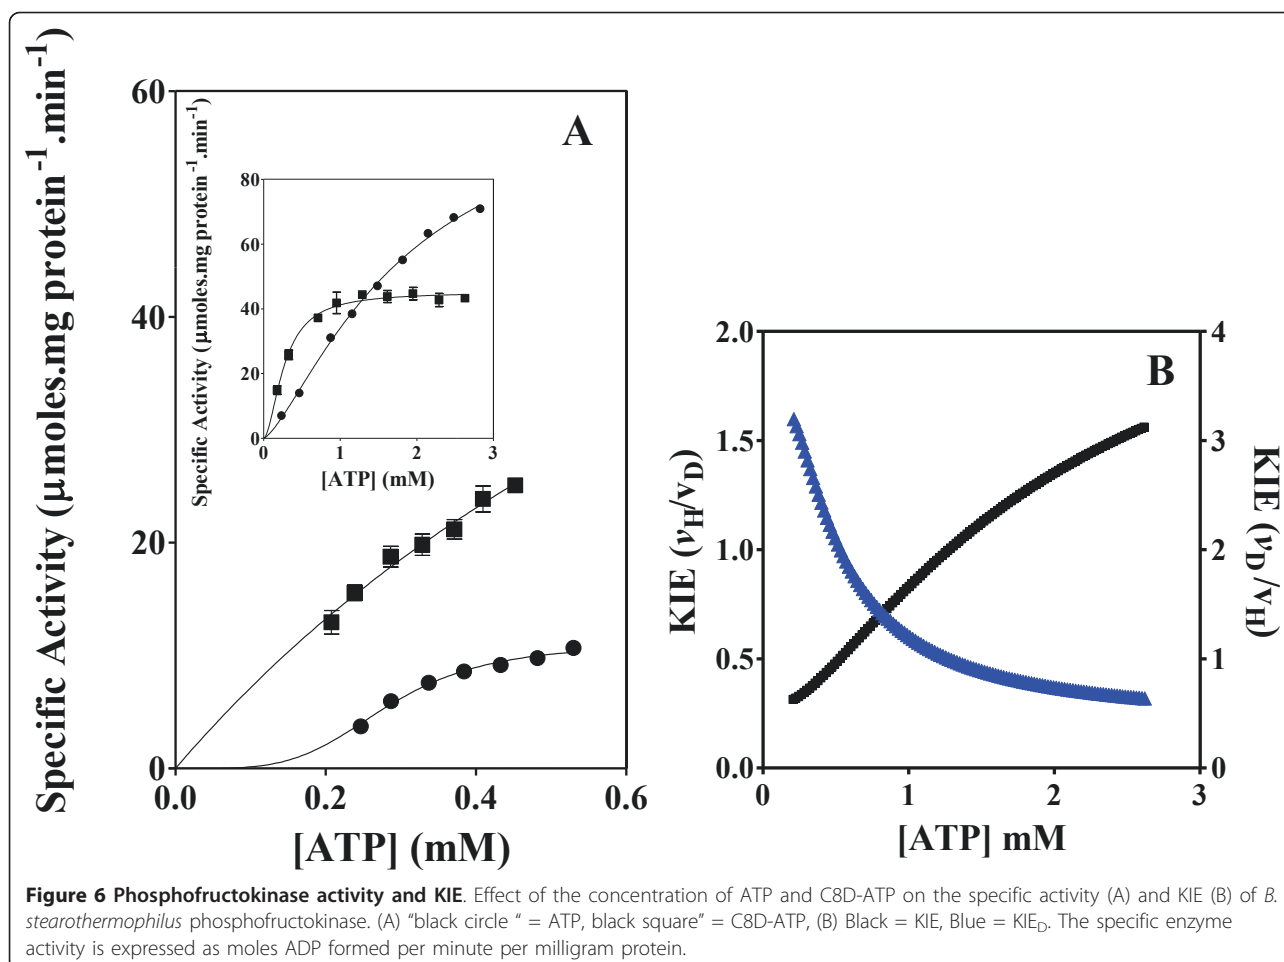 A
Specific Activity (μmoles.mg protein⁻¹.min⁻¹)
60
40
20
0
0.0 0.2 0.4 0.6
[ATP] (mM)
Specific Activity (μmoles.mg protein⁻¹.min⁻¹)
80
60
40
20
0
0 1 2 3
[ATP] (mM)
B
KIE (νH/vD)
2.0
1.5
1.0
0.5
0.0
KIE (νD/vH)
4
3
2
1
0
0 1 2 3
[ATP] mM
Figure 6 Phosphofructokinase activity and KIE. Effect of the concentration of ATP and C8D-ATP on the specific activity (A) and KIE (B) of B.
stearothermophilus phosphofructokinase. (A) “black circle “ = ATP, black square” = C8D-ATP, (B) Black = KIE, Blue = KIED. The specific enzyme
activity is expressed as moles ADP formed per minute per milligram protein.